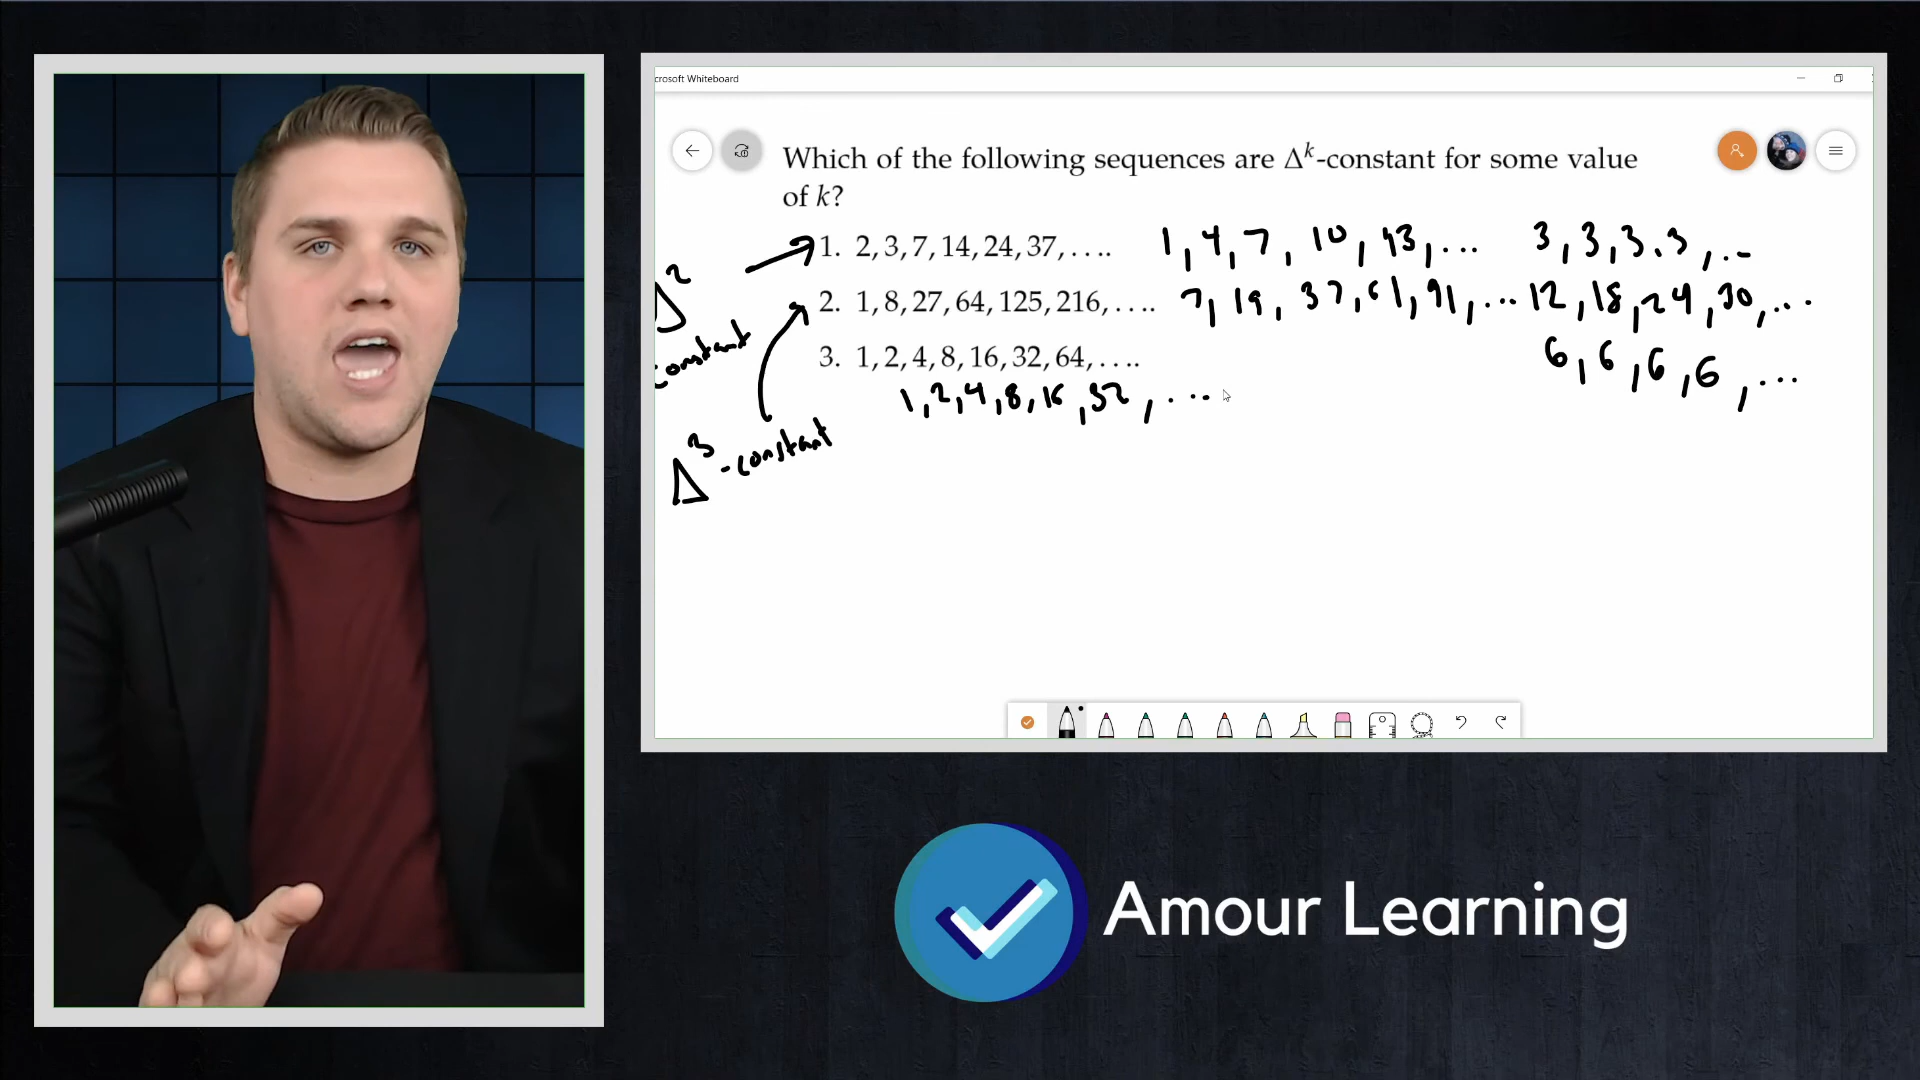 crosoft Whiteboard
Which of the following sequences are Δᵏ-constant for some value
of k?
1. 2, 3, 7, 14, 24, 37, . . . .
1, 4, 7, 10, 13, ...
3, 3, 3, 3, ...
Δ²
constant
2. 1, 8, 27, 64, 125, 216, . . . .
7, 19, 37, 61, 91, ...
12, 18, 24, 30, ...
6, 6, 6, 6, ...
3. 1, 2, 4, 8, 16, 32, 64, . . . .
1, 2, 4, 8, 16, 32, ...
Δ³-constant
Amour Learning